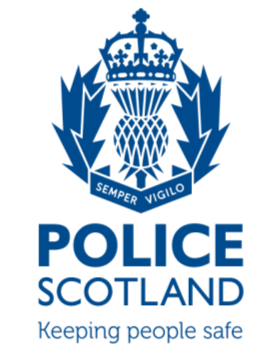 SEMPER VIGILO
POLICE
SCOTLAND
Keeping people safe